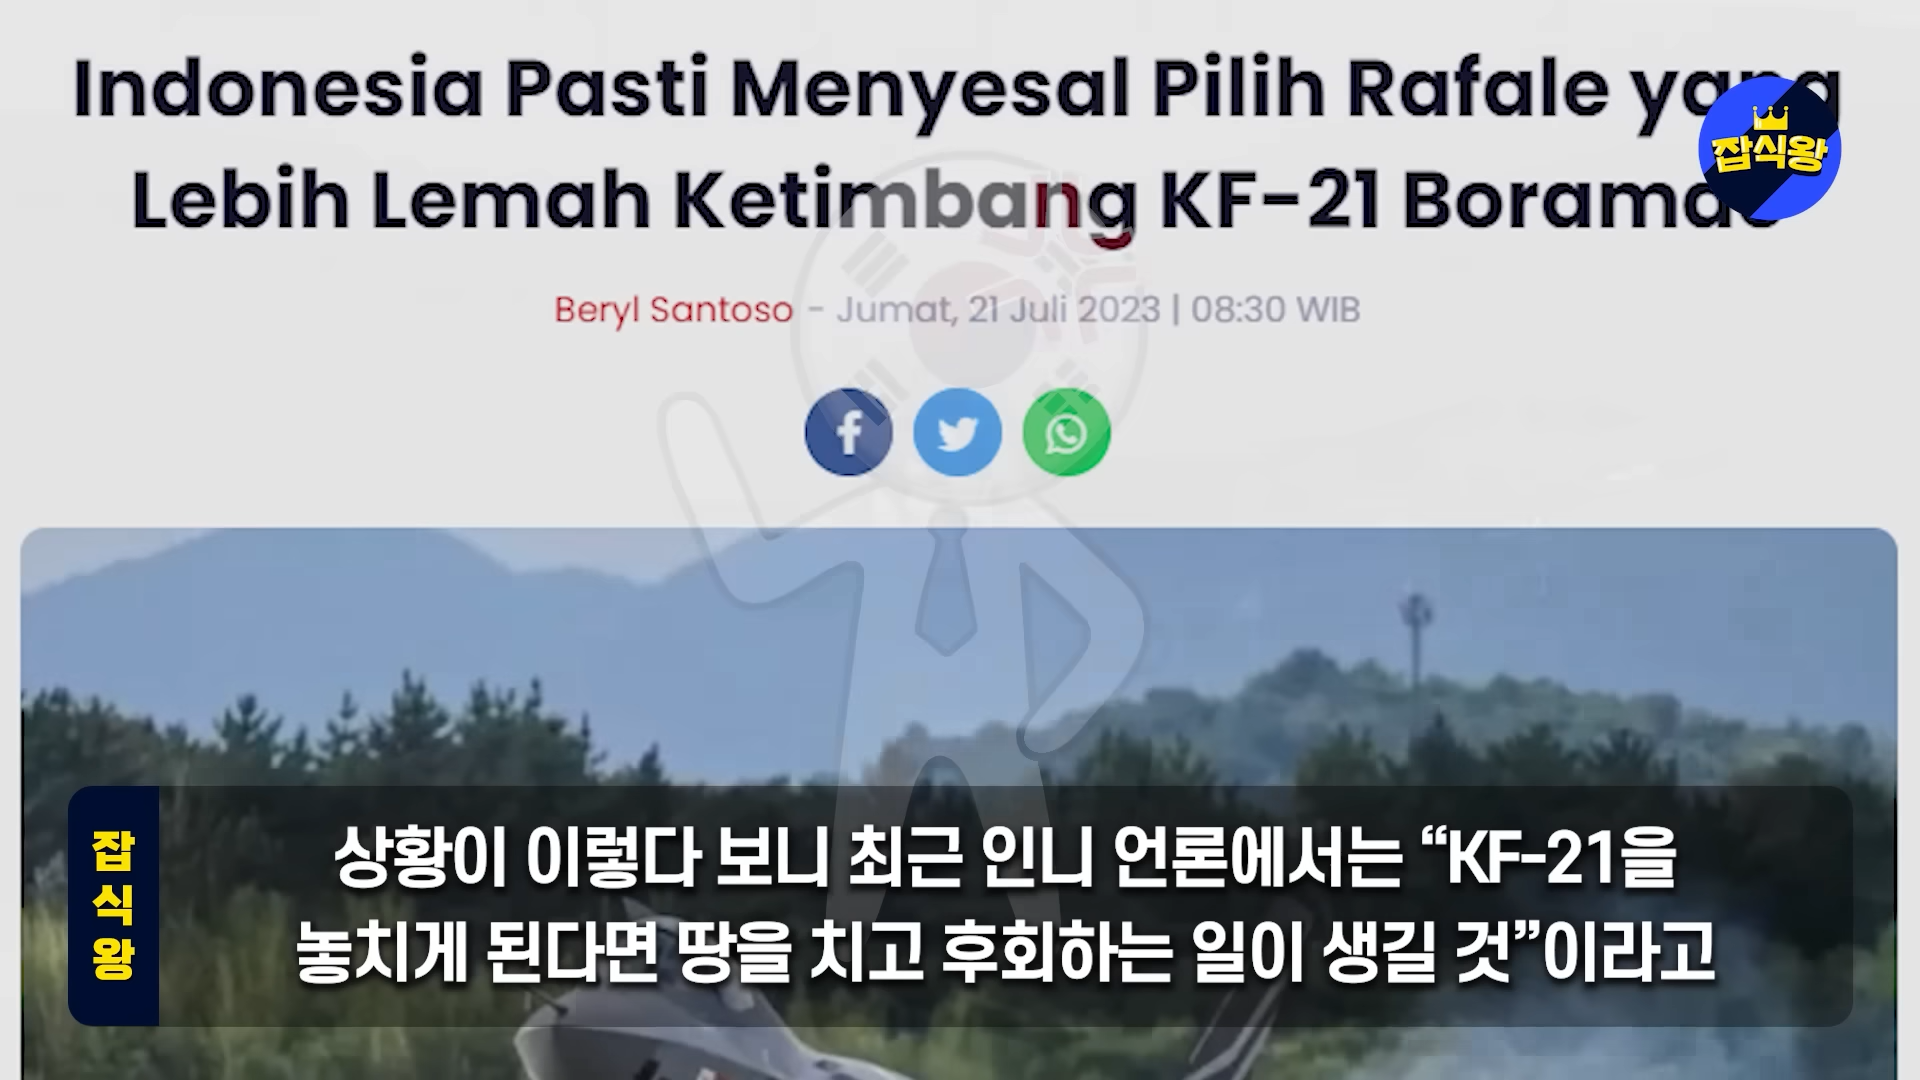 Indonesia Pasti Menyesal Pilih Rafale yang
잡식왕
Lebih Lemah Ketimbang KF-21 Boramae
Beryl Santoso - Jumat, 21 Juli 2023 | 08:30 WIB
잡식왕
상황이 이렇다 보니 최근 인니 언론에서는 “KF-21을
놓치게 된다면 땅을 치고 후회하는 일이 생길 것”이라고